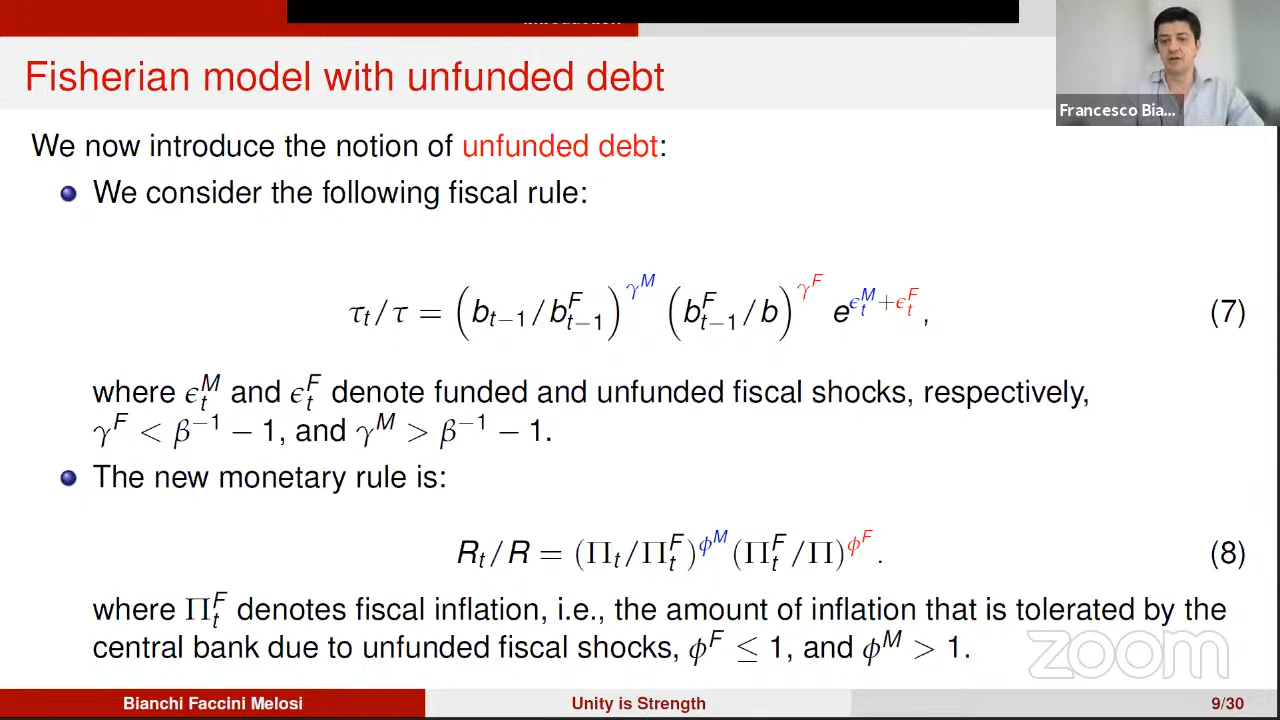 Fisherian model with unfunded debt
Francesco Bia...
We now introduce the notion of unfunded debt:
We consider the following fiscal rule:
τ_t/τ = (b_{t−1}/b^F_{t−1})^{γ^M} (b^F_{t−1}/b)^{γ^F} e^{ϵ^M_t+ϵ^F_t}, (7)
where ϵ^M_t and ϵ^F_t denote funded and unfunded fiscal shocks, respectively,
γ^F < β^{−1} − 1, and γ^M > β^{−1} − 1.
The new monetary rule is:
R_t/R = (Π_t/Π^F_t)^{ϕ^M} (Π^F_t/Π)^{ϕ^F}. (8)
where Π^F_t denotes fiscal inflation, i.e., the amount of inflation that is tolerated by the
central bank due to unfunded fiscal shocks, ϕ^F ≤ 1, and ϕ^M > 1.
zoom
Bianchi Faccini Melosi Unity is Strength 9/30